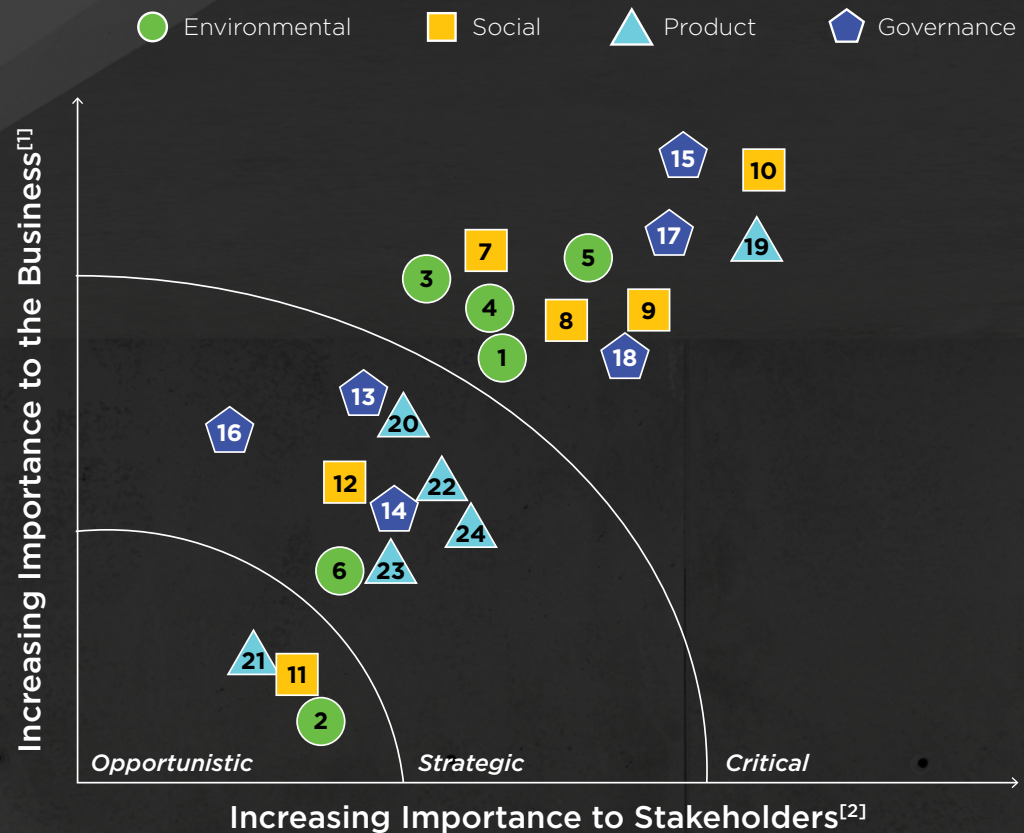 Environmental
Social
Product
Governance
Increasing Importance to the Business[1]
15
10
17
19
7
5
3
4
9
8
1
18
13
20
16
12
22
14
24
6
23
21
11
2
Opportunistic
Strategic
Critical
Increasing Importance to Stakeholders[2]